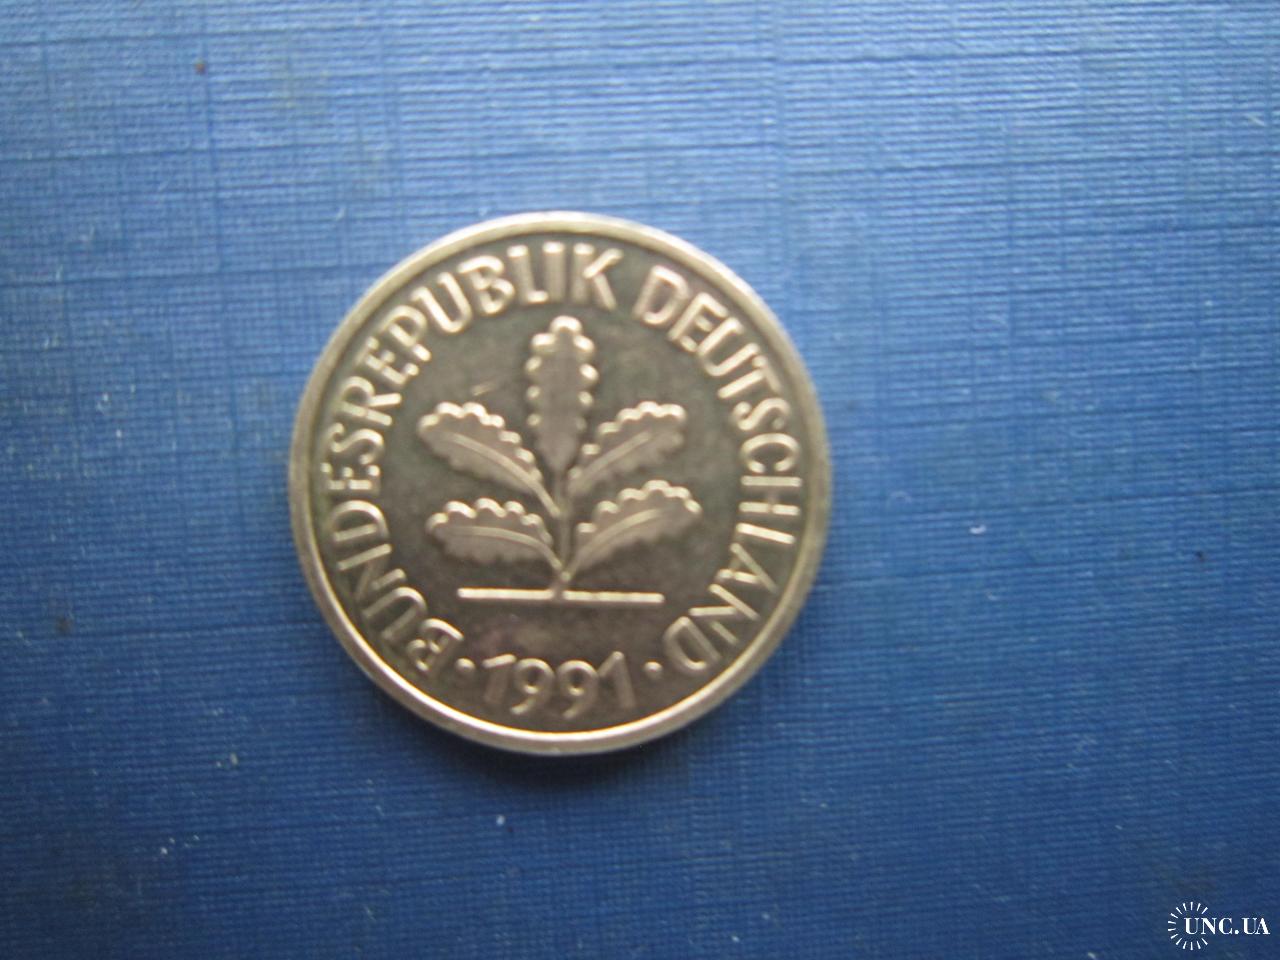 BUNDESREPUBLIK DEUTSCHLAND
· 1991 ·
UNC.UA